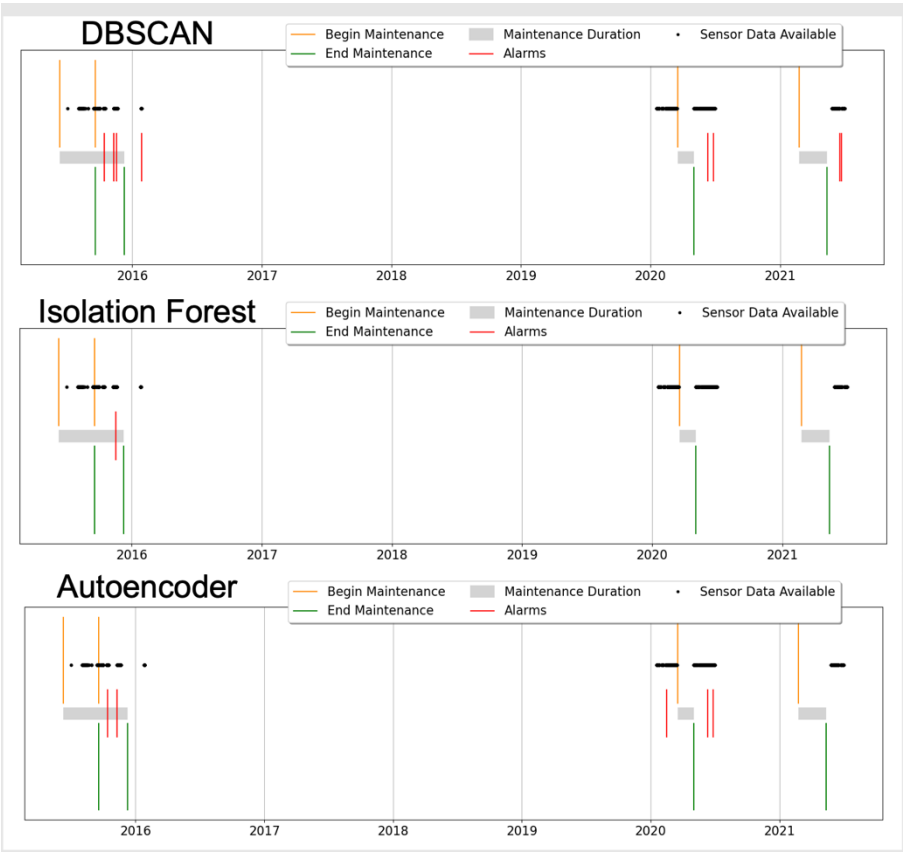 DBSCAN
Begin Maintenance Maintenance Duration Sensor Data Available
End Maintenance Alarms
2016 2017 2018 2019 2020 2021
Isolation Forest
Begin Maintenance Maintenance Duration Sensor Data Available
End Maintenance Alarms
2016 2017 2018 2019 2020 2021
Autoencoder
Begin Maintenance Maintenance Duration Sensor Data Available
End Maintenance Alarms
2016 2017 2018 2019 2020 2021